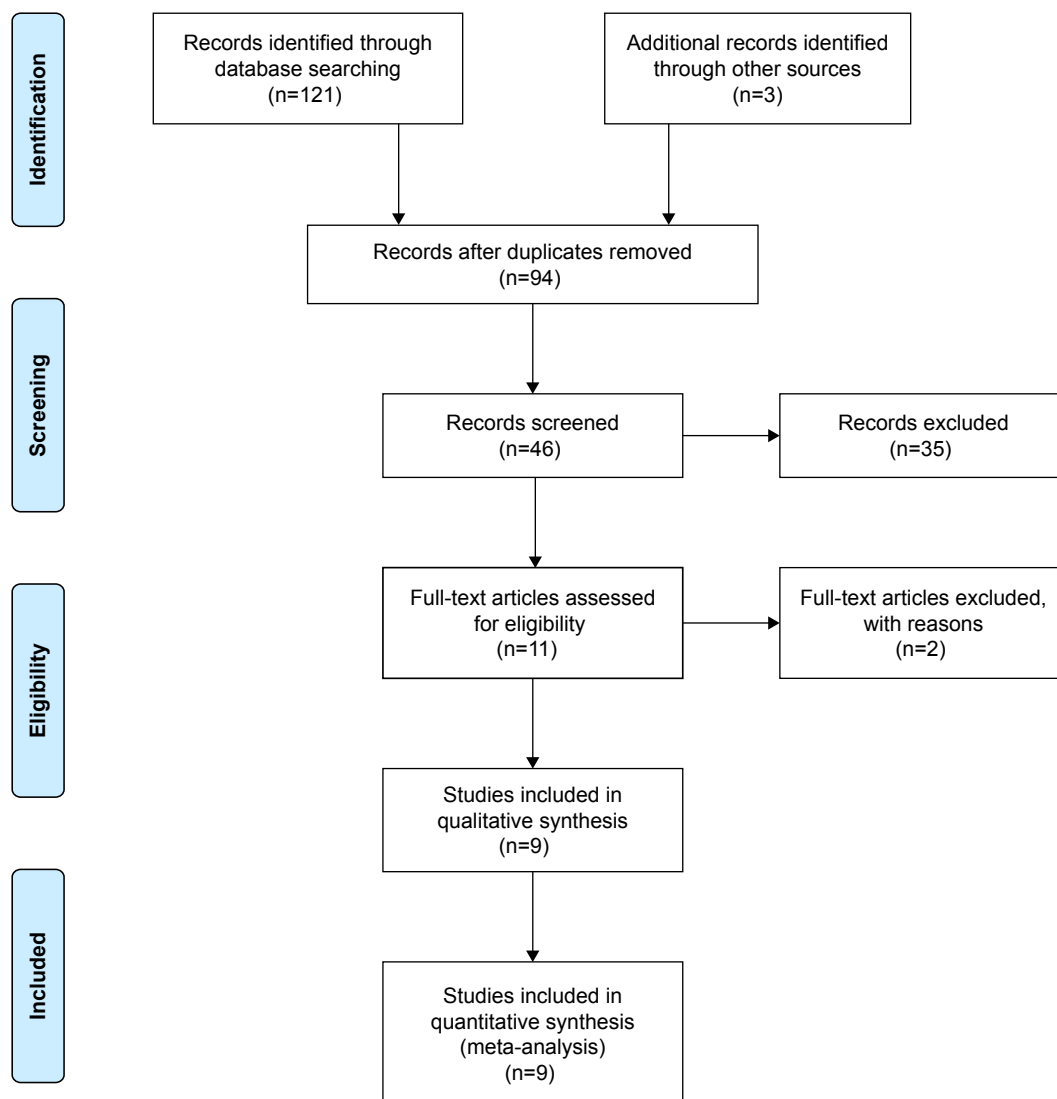 Identification
Records identified through
database searching
(n=121)
Additional records identified
through other sources
(n=3)
Records after duplicates removed
(n=94)
Screening
Records screened
(n=46)
Records excluded
(n=35)
Eligibility
Full-text articles assessed
for eligibility
(n=11)
Full-text articles excluded,
with reasons
(n=2)
Studies included in
qualitative synthesis
(n=9)
Included
Studies included in
quantitative synthesis
(meta-analysis)
(n=9)